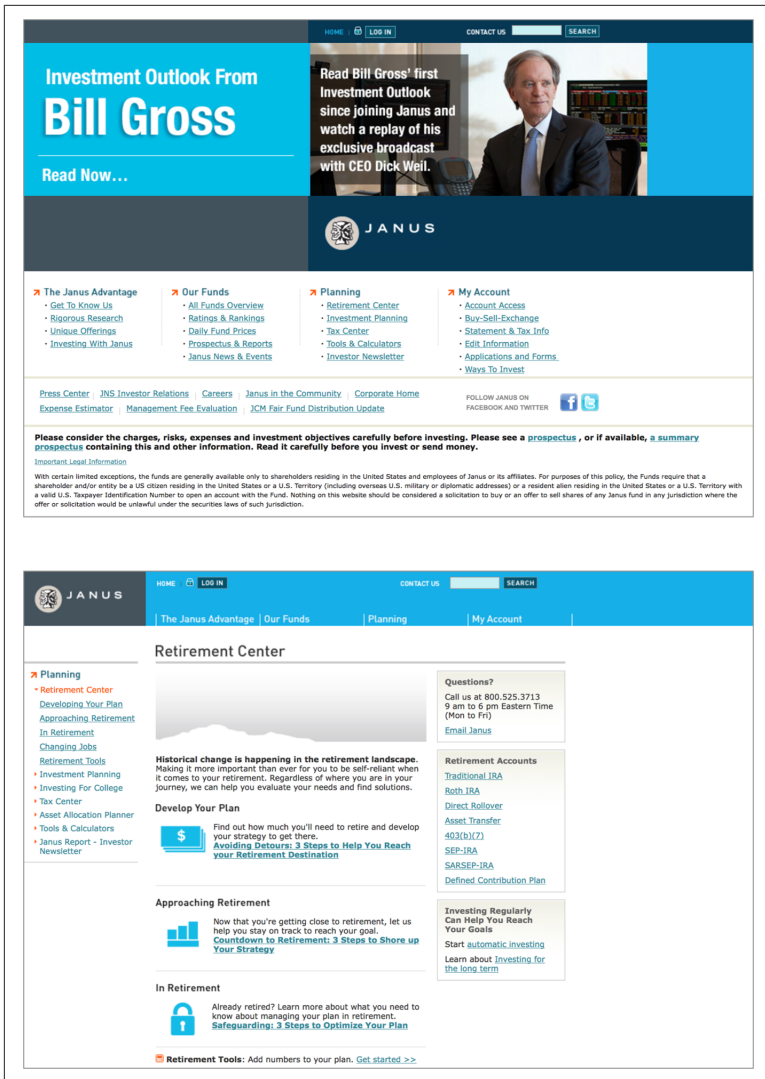 HOME LOG IN CONTACT US SEARCH
Investment Outlook From
Bill Gross
Read Now...
Read Bill Gross' first
Investment Outlook
since joining Janus and
watch a replay of his
exclusive broadcast
with CEO Dick Weil.
JANUS
The Janus Advantage
• Get To Know Us
• Rigorous Research
• Unique Offerings
• Investing With Janus
Our Funds
• All Funds Overview
• Ratings & Rankings
• Daily Fund Prices
• Prospectus & Reports
• Janus News & Events
Planning
• Retirement Center
• Investment Planning
• Tax Center
• Tools & Calculators
• Investor Newsletter
My Account
• Account Access
• Buy-Sell-Exchange
• Statement & Tax Info
• Edit Information
• Applications and Forms
• Ways To Invest
Press Center | JNS Investor Relations | Careers | Janus in the Community | Corporate Home
Expense Estimator | Management Fee Evaluation | JCM Fair Fund Distribution Update
FOLLOW JANUS ON
FACEBOOK AND TWITTER
Please consider the charges, risks, expenses and investment objectives carefully before investing. Please see a prospectus , or if available, a summary
prospectus containing this and other information. Read it carefully before you invest or send money.
Important Legal Information
With certain limited exceptions, the funds are generally available only to shareholders residing in the United States and employees of Janus or its affiliates. For purposes of this policy, the Funds require that a
shareholder and/or entity be a US citizen residing in the United States or a U.S. Territory (including overseas U.S. military or diplomatic addresses) or a resident alien residing in the United States or a U.S. Territory with
a valid U.S. Taxpayer Identification Number to open an account with the Fund. Nothing on this website should be considered a solicitation to buy or an offer to sell shares of any Janus fund in any jurisdiction where the
offer or solicitation would be unlawful under the securities laws of such jurisdiction.
JANUS
HOME LOG IN CONTACT US SEARCH
The Janus Advantage | Our Funds | Planning | My Account
Planning
Retirement Center
Developing Your Plan
Approaching Retirement
In Retirement
Changing Jobs
Retirement Tools
Investment Planning
Investing For College
Tax Center
Asset Allocation Planner
Tools & Calculators
Janus Report - Investor
Newsletter
Retirement Center
Historical change is happening in the retirement landscape.
Making it more important than ever for you to be self-reliant when
it comes to your retirement. Regardless of where you are in your
journey, we can help you evaluate your needs and find solutions.
Develop Your Plan
$
Find out how much you'll need to retire and develop
your strategy to get there.
Avoiding Detours: 3 Steps to Help You Reach
your Retirement Destination
Approaching Retirement
Now that you're getting close to retirement, let us
help you stay on track to reach your goal.
Countdown to Retirement: 3 Steps to Shore up
Your Strategy
In Retirement
Already retired? Learn more about what you need to
know about managing your plan in retirement.
Safeguarding: 3 Steps to Optimize Your Plan
Retirement Tools: Add numbers to your plan. Get started >>
Questions?
Call us at 800.525.3713
9 am to 6 pm Eastern Time
(Mon to Fri)
Email Janus
Retirement Accounts
Traditional IRA
Roth IRA
Direct Rollover
Asset Transfer
403(b)(7)
SEP-IRA
SARSEP-IRA
Defined Contribution Plan
Investing Regularly
Can Help You Reach
Your Goals
Start automatic investing
Learn about Investing for
the long term